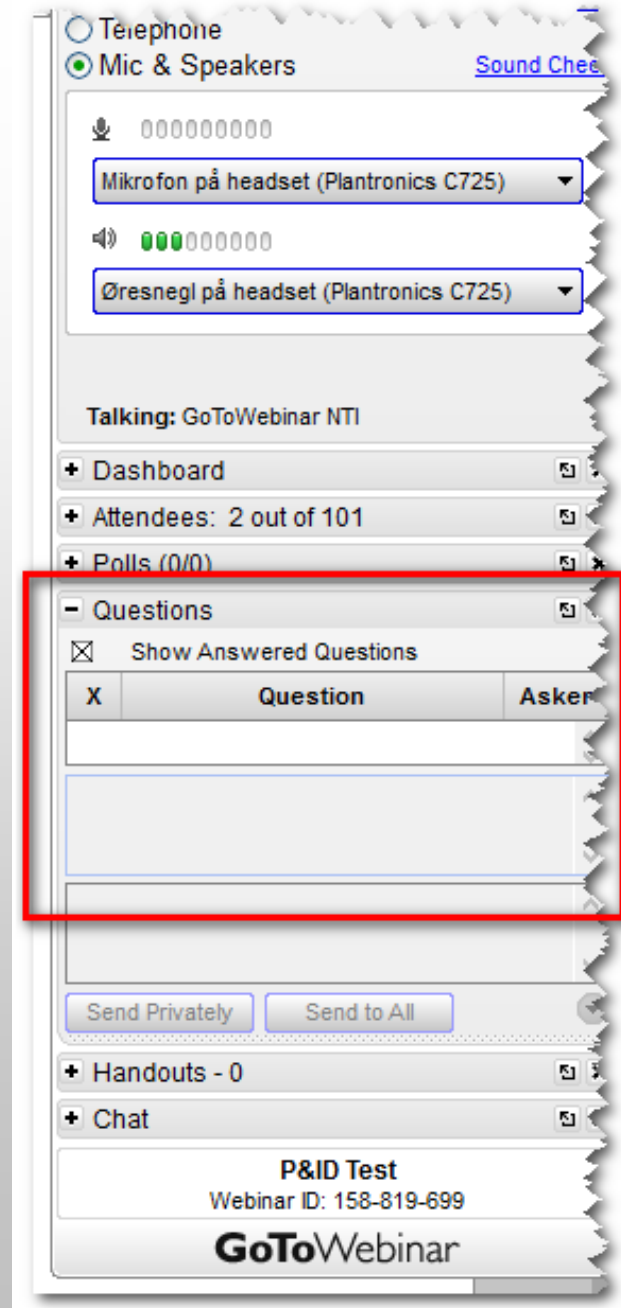 Telephone
Mic & Speakers Sound Chec
Mikrofon på headset (Plantronics C725)
Øresnegl på headset (Plantronics C725)
Talking: GoToWebinar NTI
Dashboard
Attendees: 2 out of 101
Polls (0/0)
Questions
Show Answered Questions
X Question Asker
Send Privately Send to All
Handouts - 0
Chat
P&ID Test
Webinar ID: 158-819-699
GoToWebinar